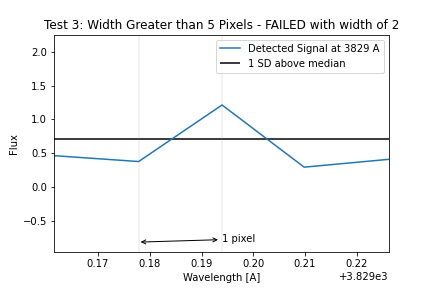 Test 3: Width Greater than 5 Pixels - FAILED with width of 2
Detected Signal at 3829 A
1 SD above median
2.0
1.5
1.0
0.5
0.0
−0.5
Flux
1 pixel
0.17 0.18 0.19 0.20 0.21 0.22
Wavelength [A]
+3.829e3